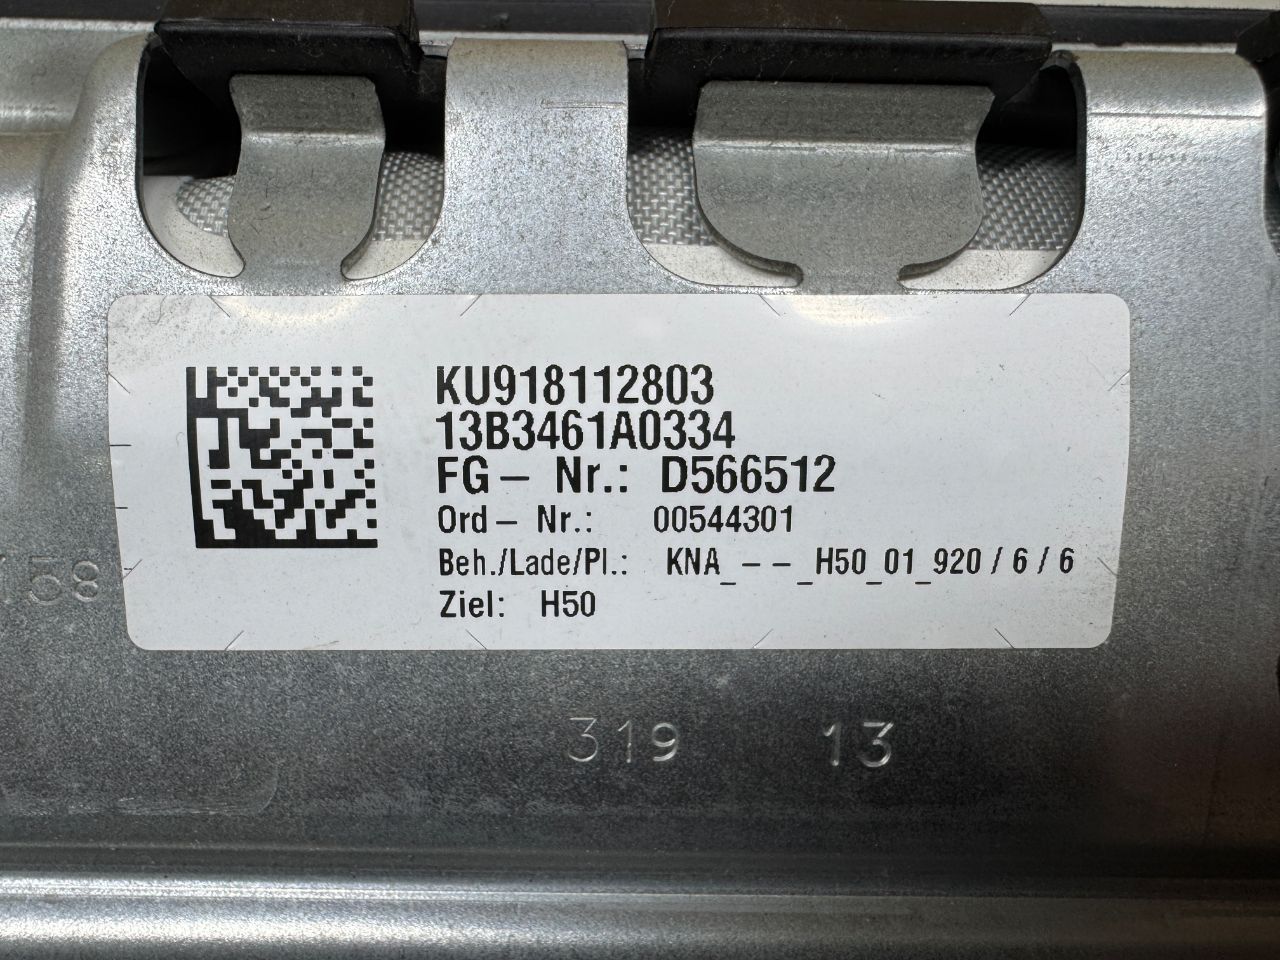 KU918112803
13B3461A0334
FG- Nr.: D566512
Ord- Nr.: 00544301
Beh./Lade/Pl.: KNA_--_H50_01_920 / 6 / 6
Ziel: H50
58
319 13